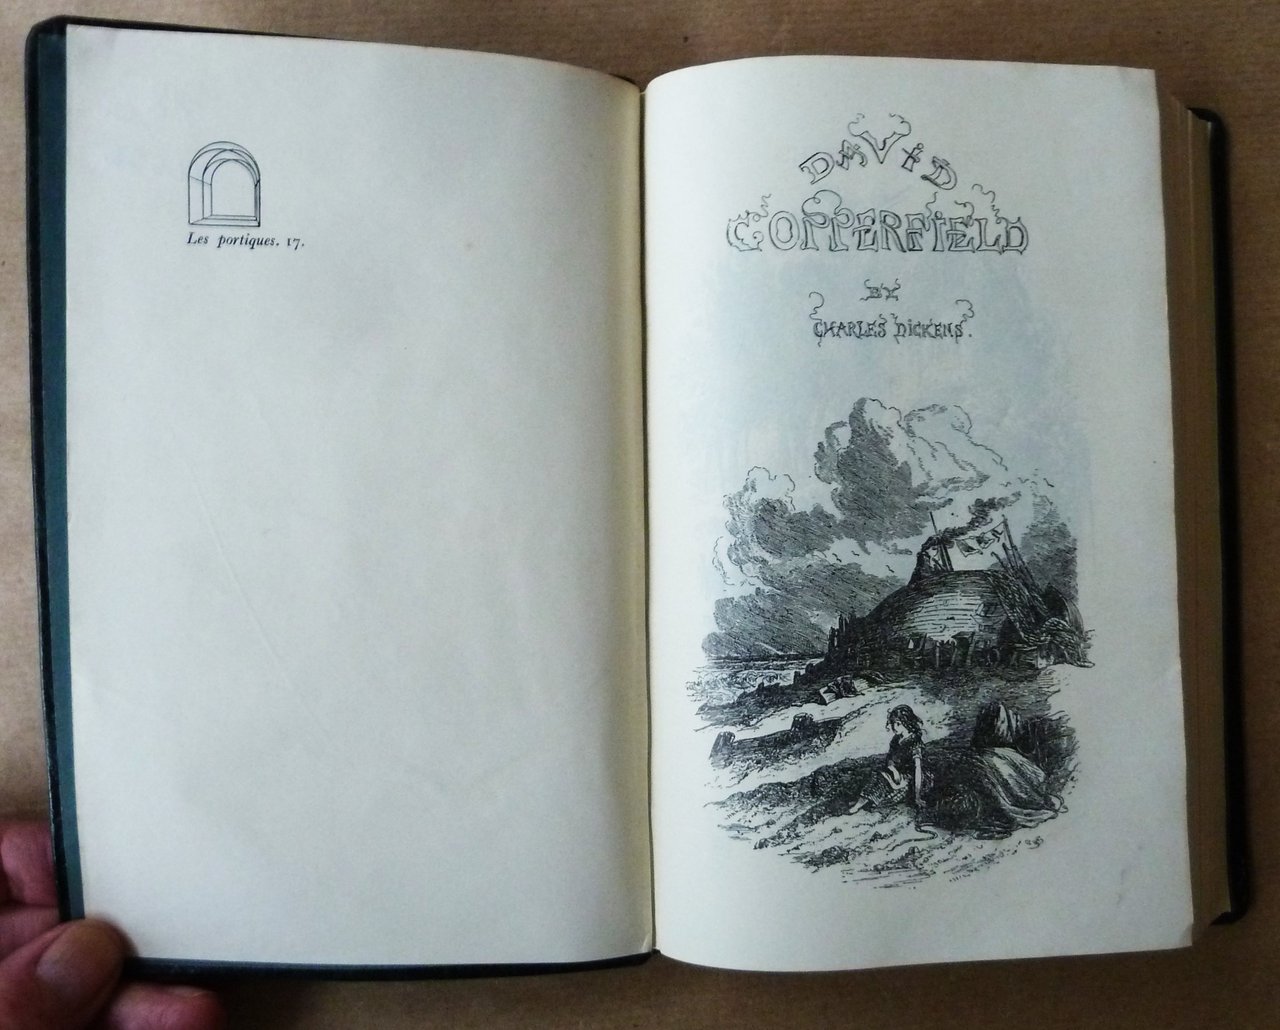 Les portiques. 17.
DAViD
COPPERFiELD
BY
CHARLES DiCKENS.